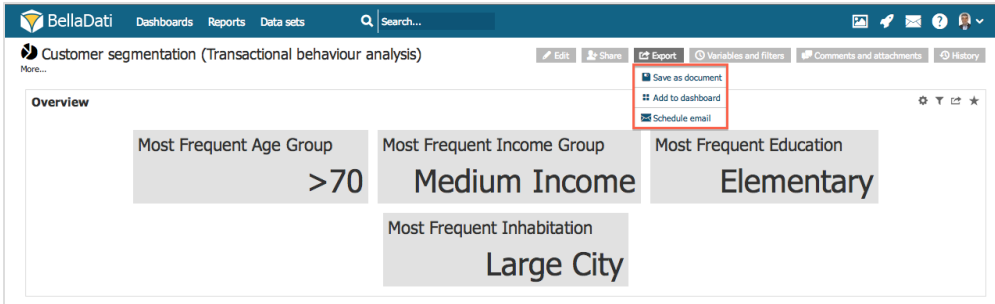 BellaDati Dashboards Reports Data sets Search...
Customer segmentation (Transactional behaviour analysis) Edit Share Export Variables and filters Comments and attachments History
More...
Save as document
Add to dashboard
Schedule email
Overview
Most Frequent Age Group
>70
Most Frequent Income Group
Medium Income
Most Frequent Education
Elementary
Most Frequent Inhabitation
Large City